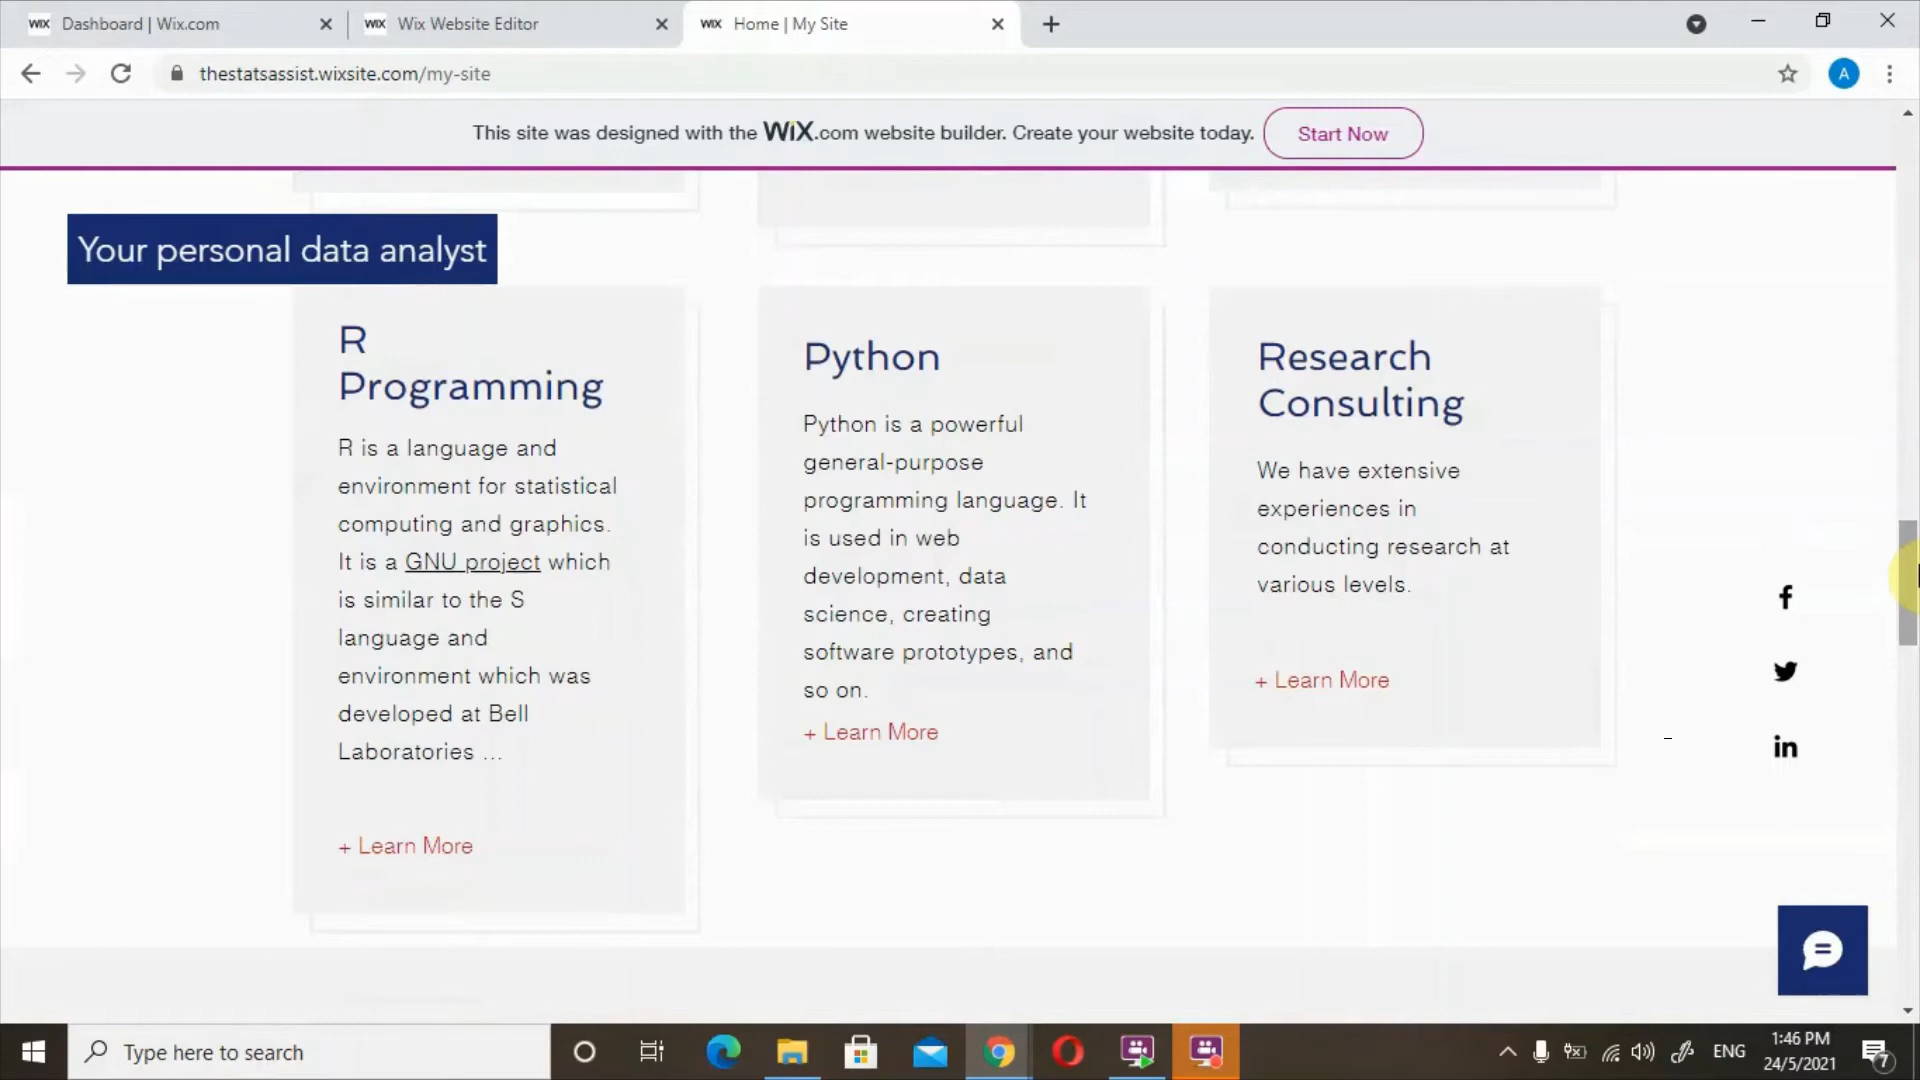 WiX Dashboard | Wix.com
WiX Wix Website Editor
WiX Home | My Site
thestatsassist.wixsite.com/my-site
A
This site was designed with the WiX.com website builder. Create your website today.
Start Now
Your personal data analyst
R
Programming
R is a language and
environment for statistical
computing and graphics.
It is a GNU project which
is similar to the S
language and
environment which was
developed at Bell
Laboratories ...
+ Learn More
Python
Python is a powerful
general-purpose
programming language. It
is used in web
development, data
science, creating
software prototypes, and
so on.
+ Learn More
Research
Consulting
We have extensive
experiences in
conducting research at
various levels.
+ Learn More
f
in
Type here to search
ENG
1:46 PM
24/5/2021
7